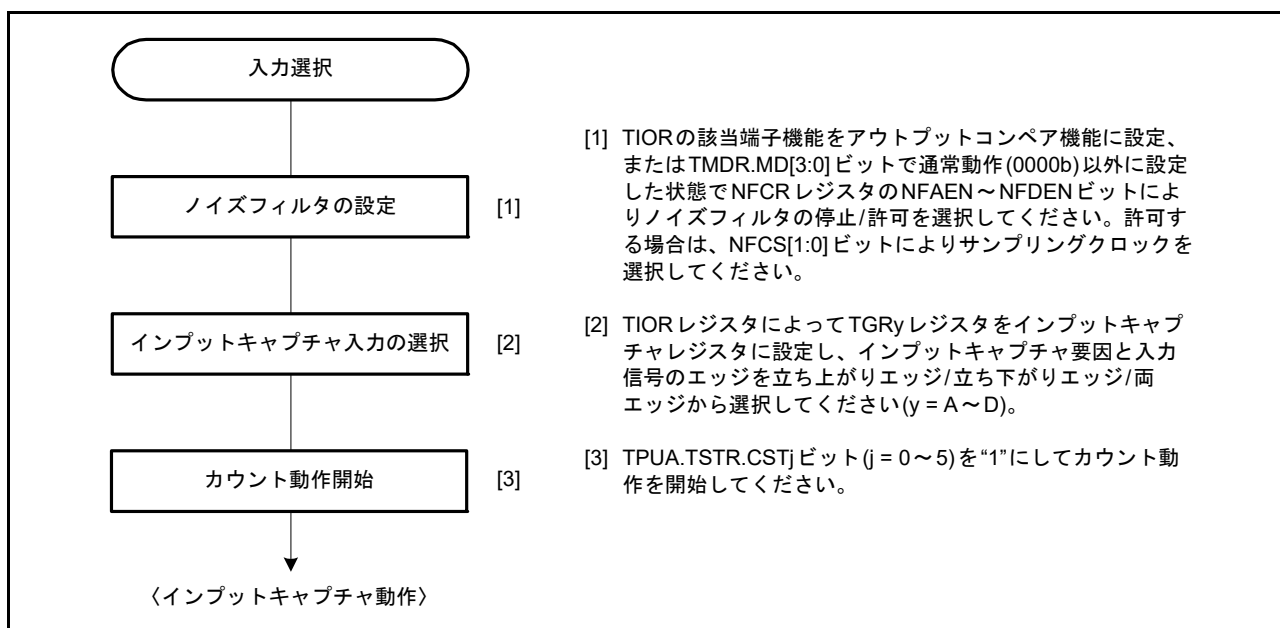 入力選択
ノイズフィルタの設定
[1]
インプットキャプチャ入力の選択
[2]
カウント動作開始
[3]
〈インプットキャプチャ動作〉
[1] TIORの該当端子機能をアウトプットコンペア機能に設定、
またはTMDR.MD[3:0]ビットで通常動作(0000b)以外に設定
した状態でNFCRレジスタのNFAEN～NFDENビットによ
りノイズフィルタの停止/許可を選択してください。許可す
る場合は、NFCS[1:0]ビットによりサンプリングクロックを
選択してください。
[2] TIORレジスタによってTGRyレジスタをインプットキャプ
チャレジスタに設定し、インプットキャプチャ要因と入力
信号のエッジを立ち上がりエッジ/立ち下がりエッジ/両
エッジから選択してください(y = A～D)。
[3] TPUA.TSTR.CSTjビット(j = 0～5)を“1”にしてカウント動
作を開始してください。